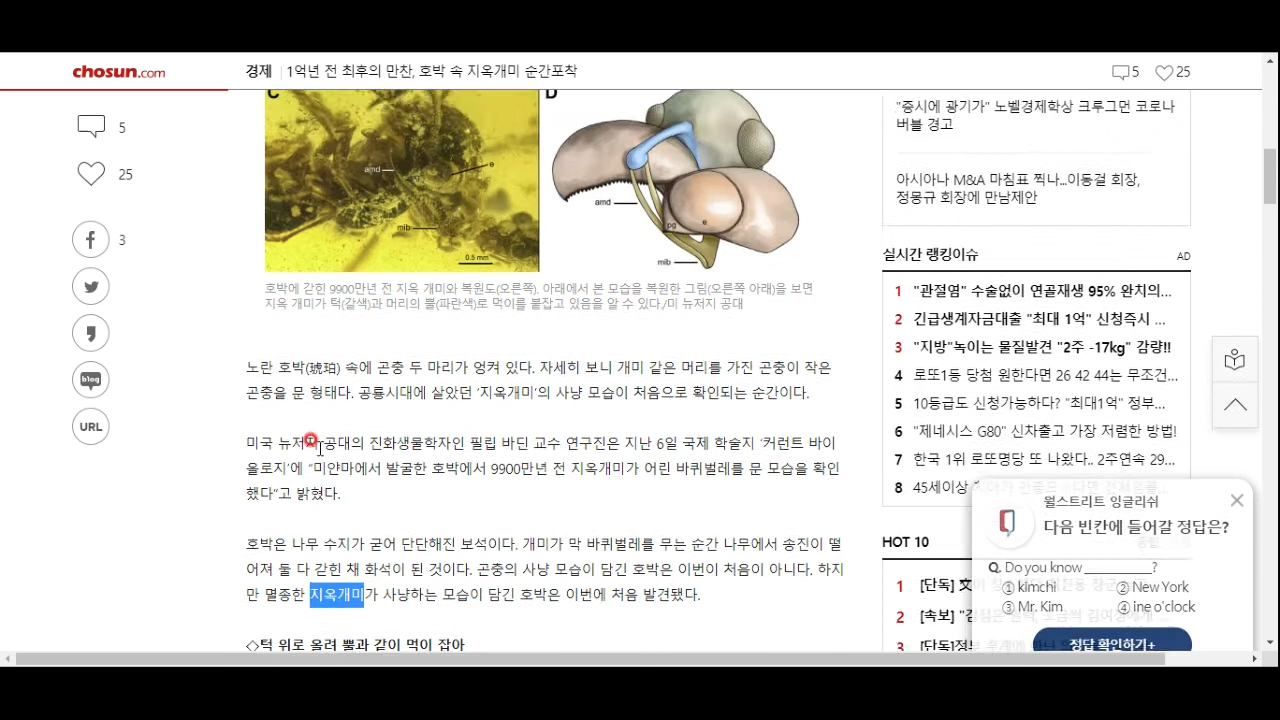 chosun.com
경제 1억년 전 최후의 만찬, 호박 속 지옥개미 순간포착
5 25
5
25
3
blog
URL
C
amd
e
mib
0.5 mm
D
amd
pg
e
mib
호박에 갇힌 9900만년 전 지옥 개미와 복원도(오른쪽). 아래에서 본 모습을 복원한 그림(오른쪽 아래)을 보면
지옥 개미가 턱(갈색)과 머리의 뿔(파란색)로 먹이를 붙잡고 있음을 알 수 있다./미 뉴저지 공대
노란 호박(琥珀) 속에 곤충 두 마리가 엉켜 있다. 자세히 보니 개미 같은 머리를 가진 곤충이 작은
곤충을 문 형태다. 공룡시대에 살았던 ‘지옥개미’의 사냥 모습이 처음으로 확인되는 순간이다.
미국 뉴저 공대의 진화생물학자인 필립 바딘 교수 연구진은 지난 6일 국제 학술지 ‘커런트 바이
올로지’에 “미얀마에서 발굴한 호박에서 9900만년 전 지옥개미가 어린 바퀴벌레를 문 모습을 확인
했다”고 밝혔다.
호박은 나무 수지가 굳어 단단해진 보석이다. 개미가 막 바퀴벌레를 무는 순간 나무에서 송진이 떨
어져 둘 다 갇힌 채 화석이 된 것이다. 곤충의 사냥 모습이 담긴 호박은 이번이 처음이 아니다. 하지
만 멸종한 지옥개미가 사냥하는 모습이 담긴 호박은 이번에 처음 발견됐다.
◇턱 위로 올려 뿔과 같이 먹이 잡아
"증시에 광기가" 노벨경제학상 크루그먼 코로나
버블 경고
아시아나 M&A 마침표 찍나...이동걸 회장,
정몽규 회장에 만남제안
실시간 랭킹이슈 AD
1 "관절염" 수술없이 연골재생 95% 완치의...
2 긴급생계자금대출 "최대 1억" 신청즉시 ...
3 "지방"녹이는 물질발견 "2주 -17kg" 감량!!
4 로또1등 당첨 원한다면 26 42 44는 무조건...
5 10등급도 신청가능하다? "최대1억" 정부...
6 "제네시스 G80" 신차출고 가장 저렴한 방법!
7 한국 1위 로또명당 또 나왔다.. 2주연속 29...
8 45세이상
HOT 10
1 [단독]
2 [속보]
3 [단독]
월스트리트 잉글리쉬
다음 빈칸에 들어갈 정답은?
Q. Do you know __________?
① kimchi ② New York
③ Mr. Kim ④ ine o'clock
정답 확인하기+